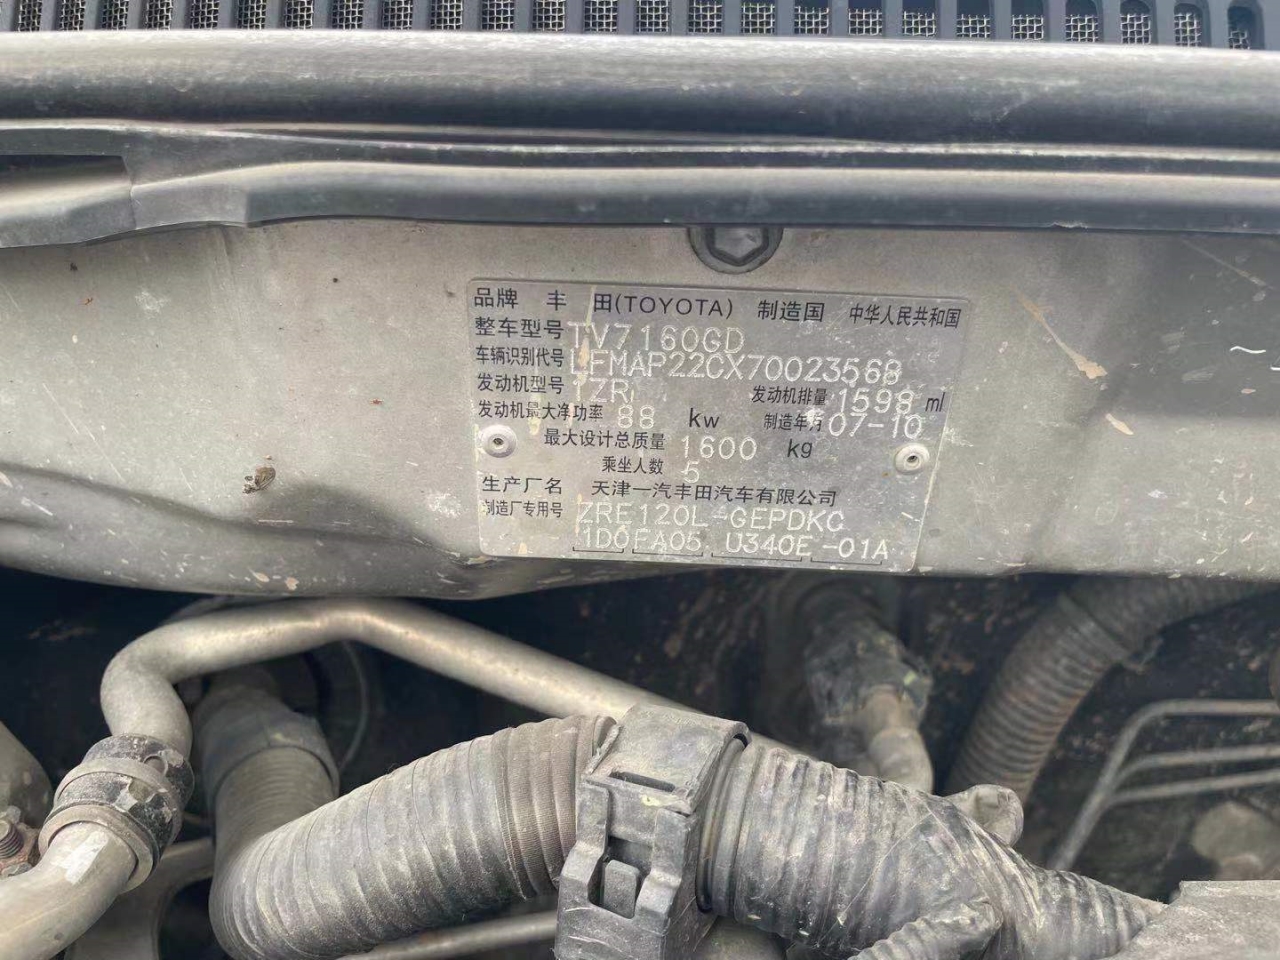 品牌 丰 田(TOYOTA) 制造国 中华人民共和国
整车型号 TV7160GD
车辆识别代号 LFMAP22CX70023568
发动机型号 1ZR 发动机排量 1598 ml
发动机最大净功率 88 kw 制造年月 07-10
最大设计总质量 1600 kg
乘坐人数 5
生产厂名 天津一汽丰田汽车有限公司
制造厂专用号 ZRE120L-GEPDKC
1D0FA05 U340E -01A